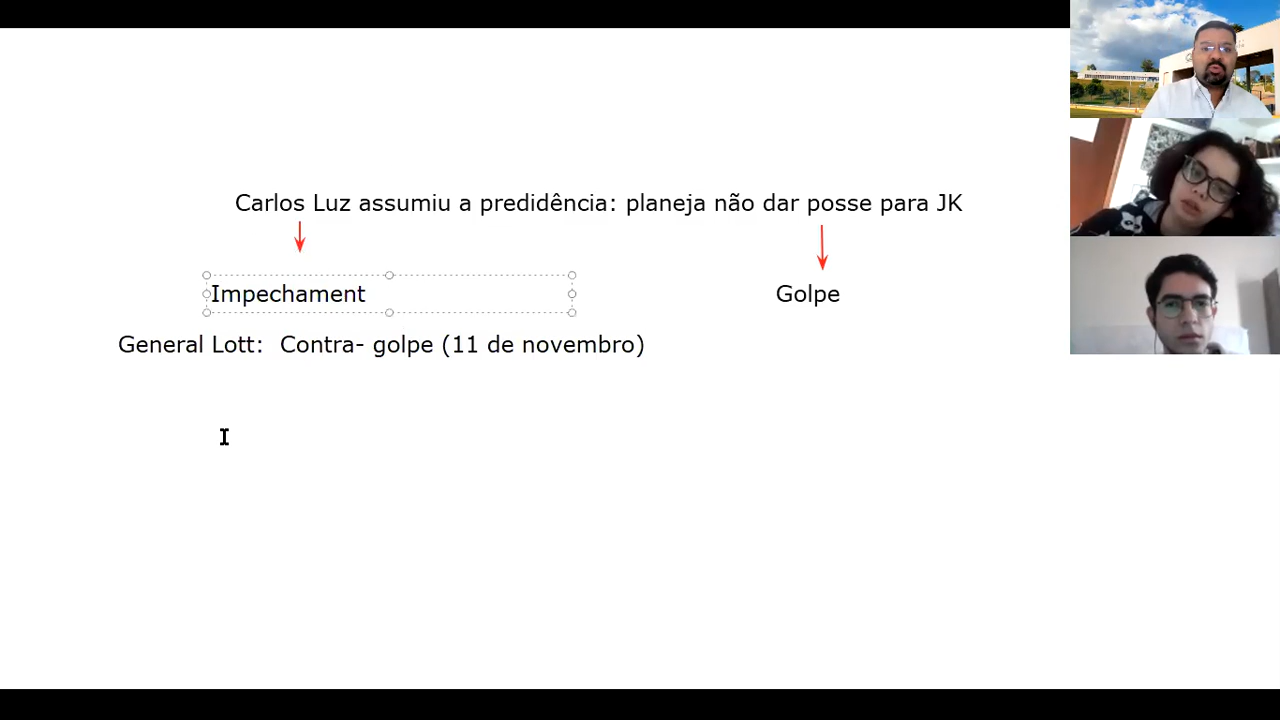 Carlos Luz assumiu a predidência: planeja não dar posse para JK
Impechament
Golpe
General Lott:  Contra- golpe (11 de novembro)